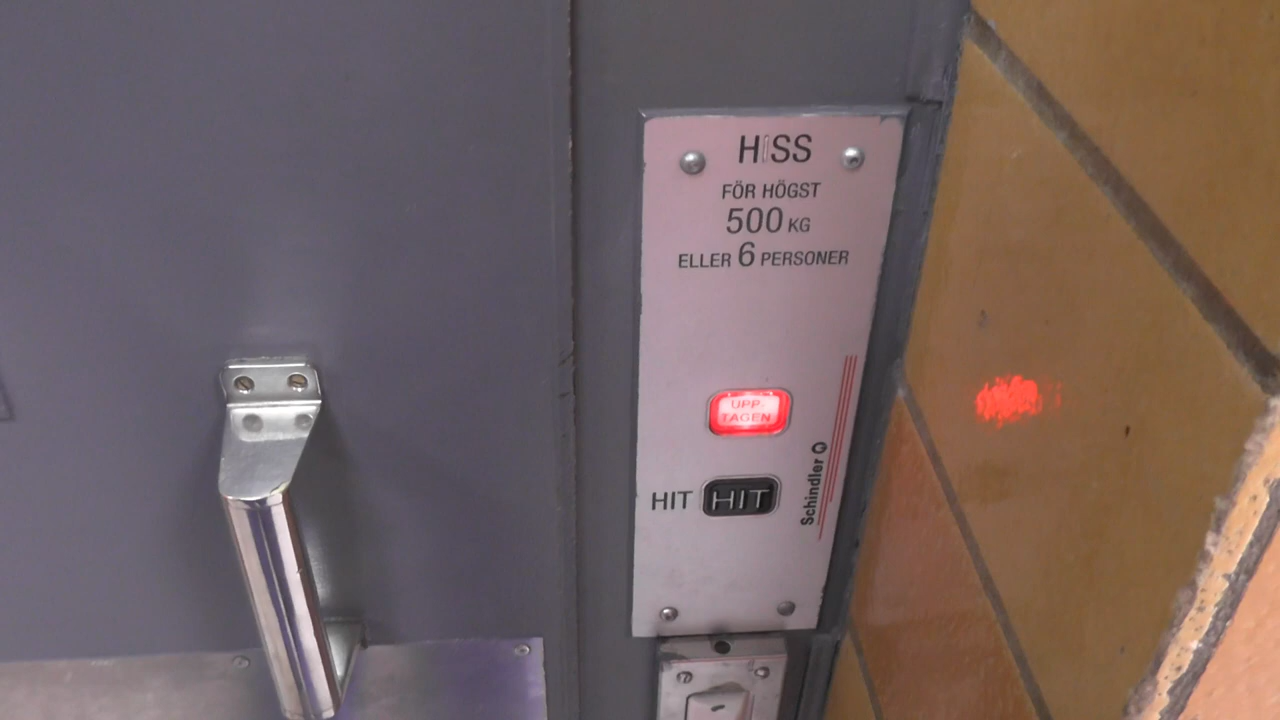 HISS
FÖR HÖGST
500 KG
ELLER 6 PERSONER
UPP-
TAGEN
HIT HIT
Schindler